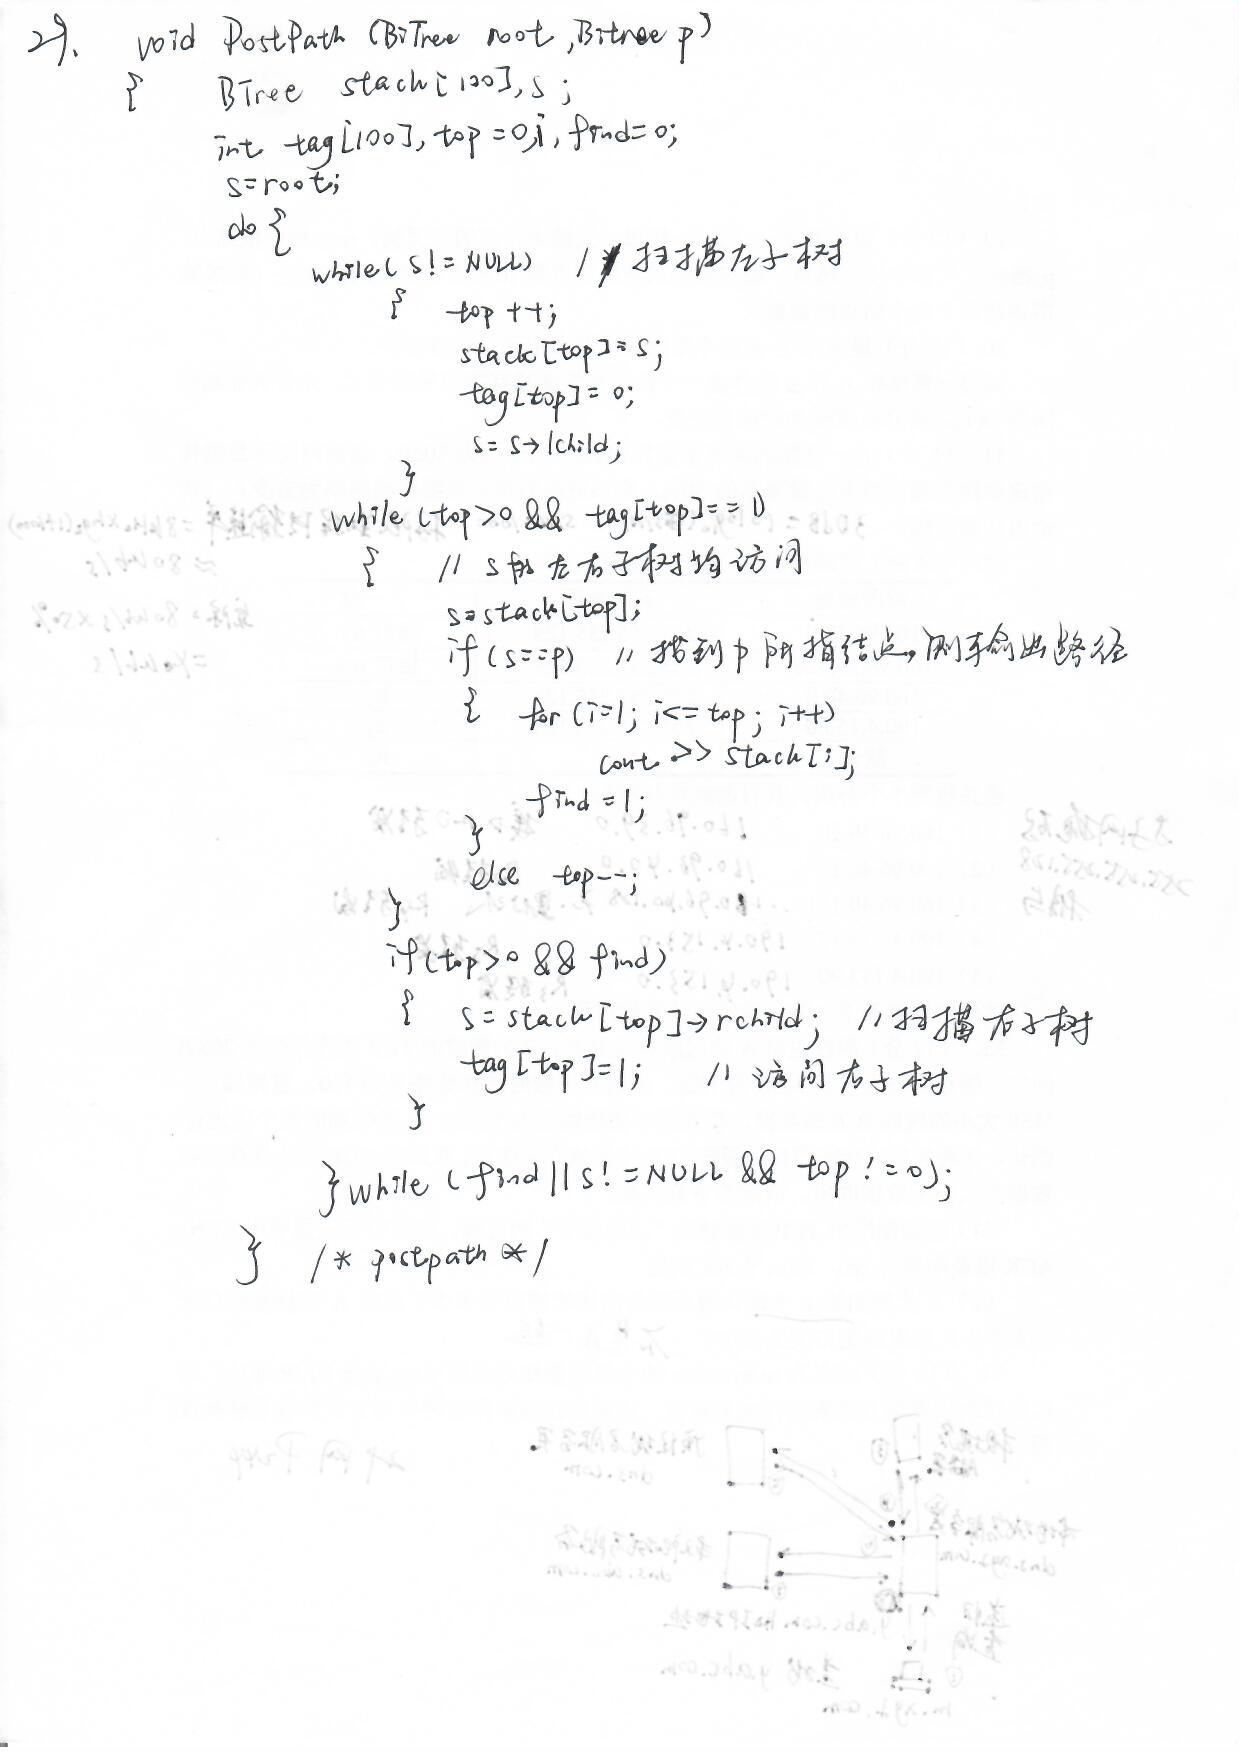 29. void PostPath (BiTree root, Bitree p)
{ BTree stack[100], s;
int tag[100], top=0,i, find=0;
s=root;
do {
while(s!=NULL) // 扫描左子树
{ top++;
stack[top]=s;
tag[top]=0;
s=s→lchild;
}
while(top>0 && tag[top]==1)
{ // s的左右子树均访问
s=stack[top];
if(s==p) // 找到p所指结点,则输出路径
{ for(i=1; i<=top; i++)
cout >> stack[i];
find=1;
}
else top--;
}
if(top>0 && find)
{ s=stack[top]→rchild; //扫描右子树
tag[top]=1; // 访问右子树
}
}while(find||s!=NULL && top!=0);
} /* postpath */